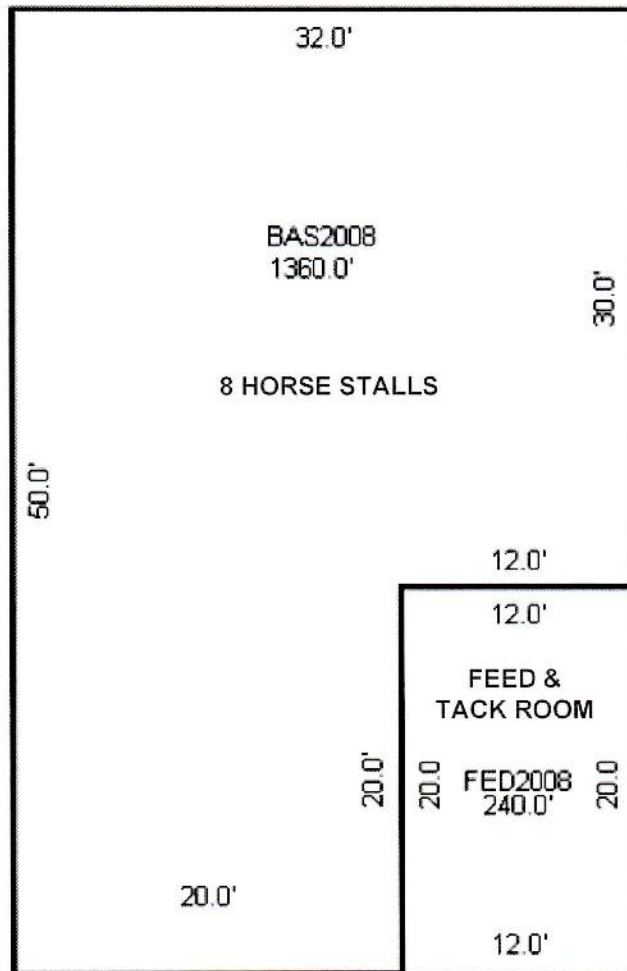 32.0'
BAS2008
1360.0'
30.0'
8 HORSE STALLS
50.0'
12.0'
12.0'
FEED &
TACK ROOM
20.0'
20.0
FED2008
240.0'
20.0
20.0'
12.0'